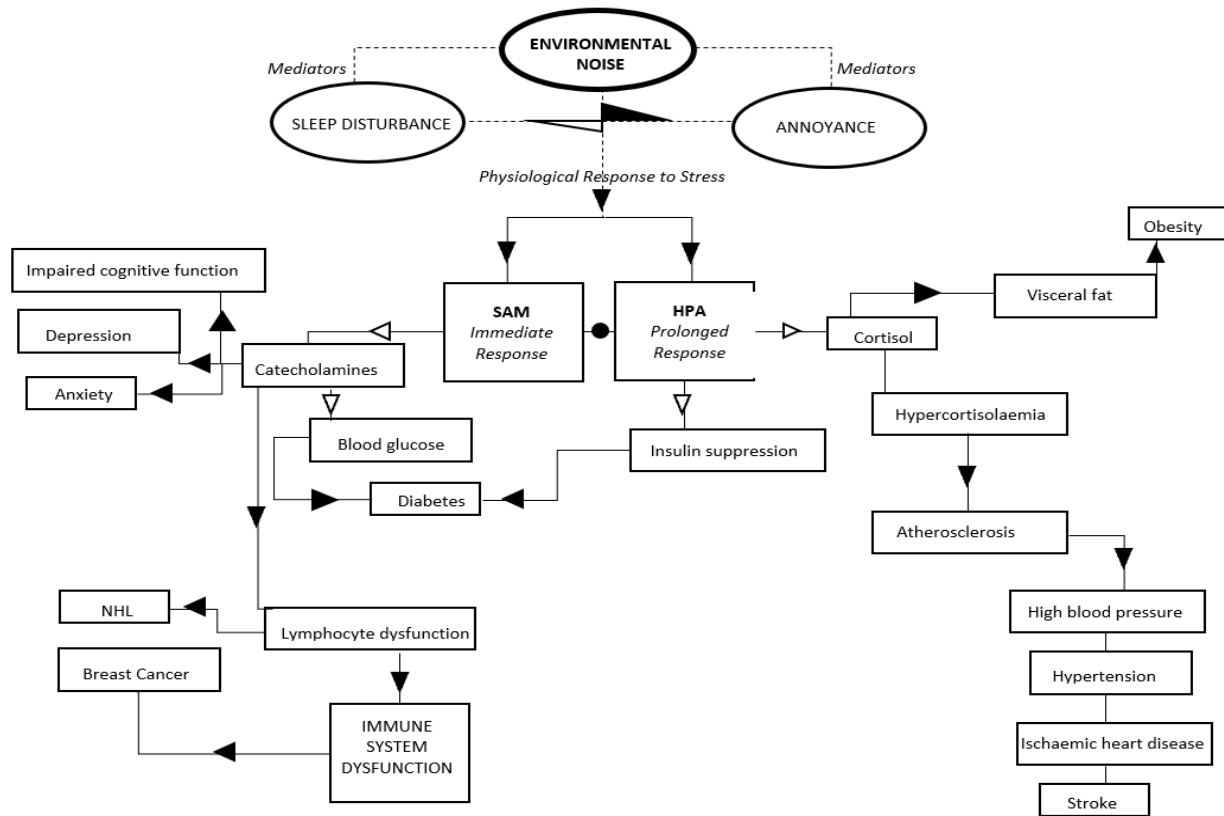 ENVIRONMENTAL
NOISE
Mediators
Mediators
SLEEP DISTURBANCE
ANNOYANCE
Physiological Response to Stress
Obesity
Impaired cognitive function
Visceral fat
SAM
Immediate
Response
HPA
Prolonged
Response
Depression
Cortisol
Catecholamines
Anxiety
Hypercortisolaemia
Blood glucose
Insulin suppression
Diabetes
Atherosclerosis
NHL
High blood pressure
Lymphocyte dysfunction
Breast Cancer
Hypertension
IMMUNE
SYSTEM
DYSFUNCTION
Ischaemic heart disease
Stroke